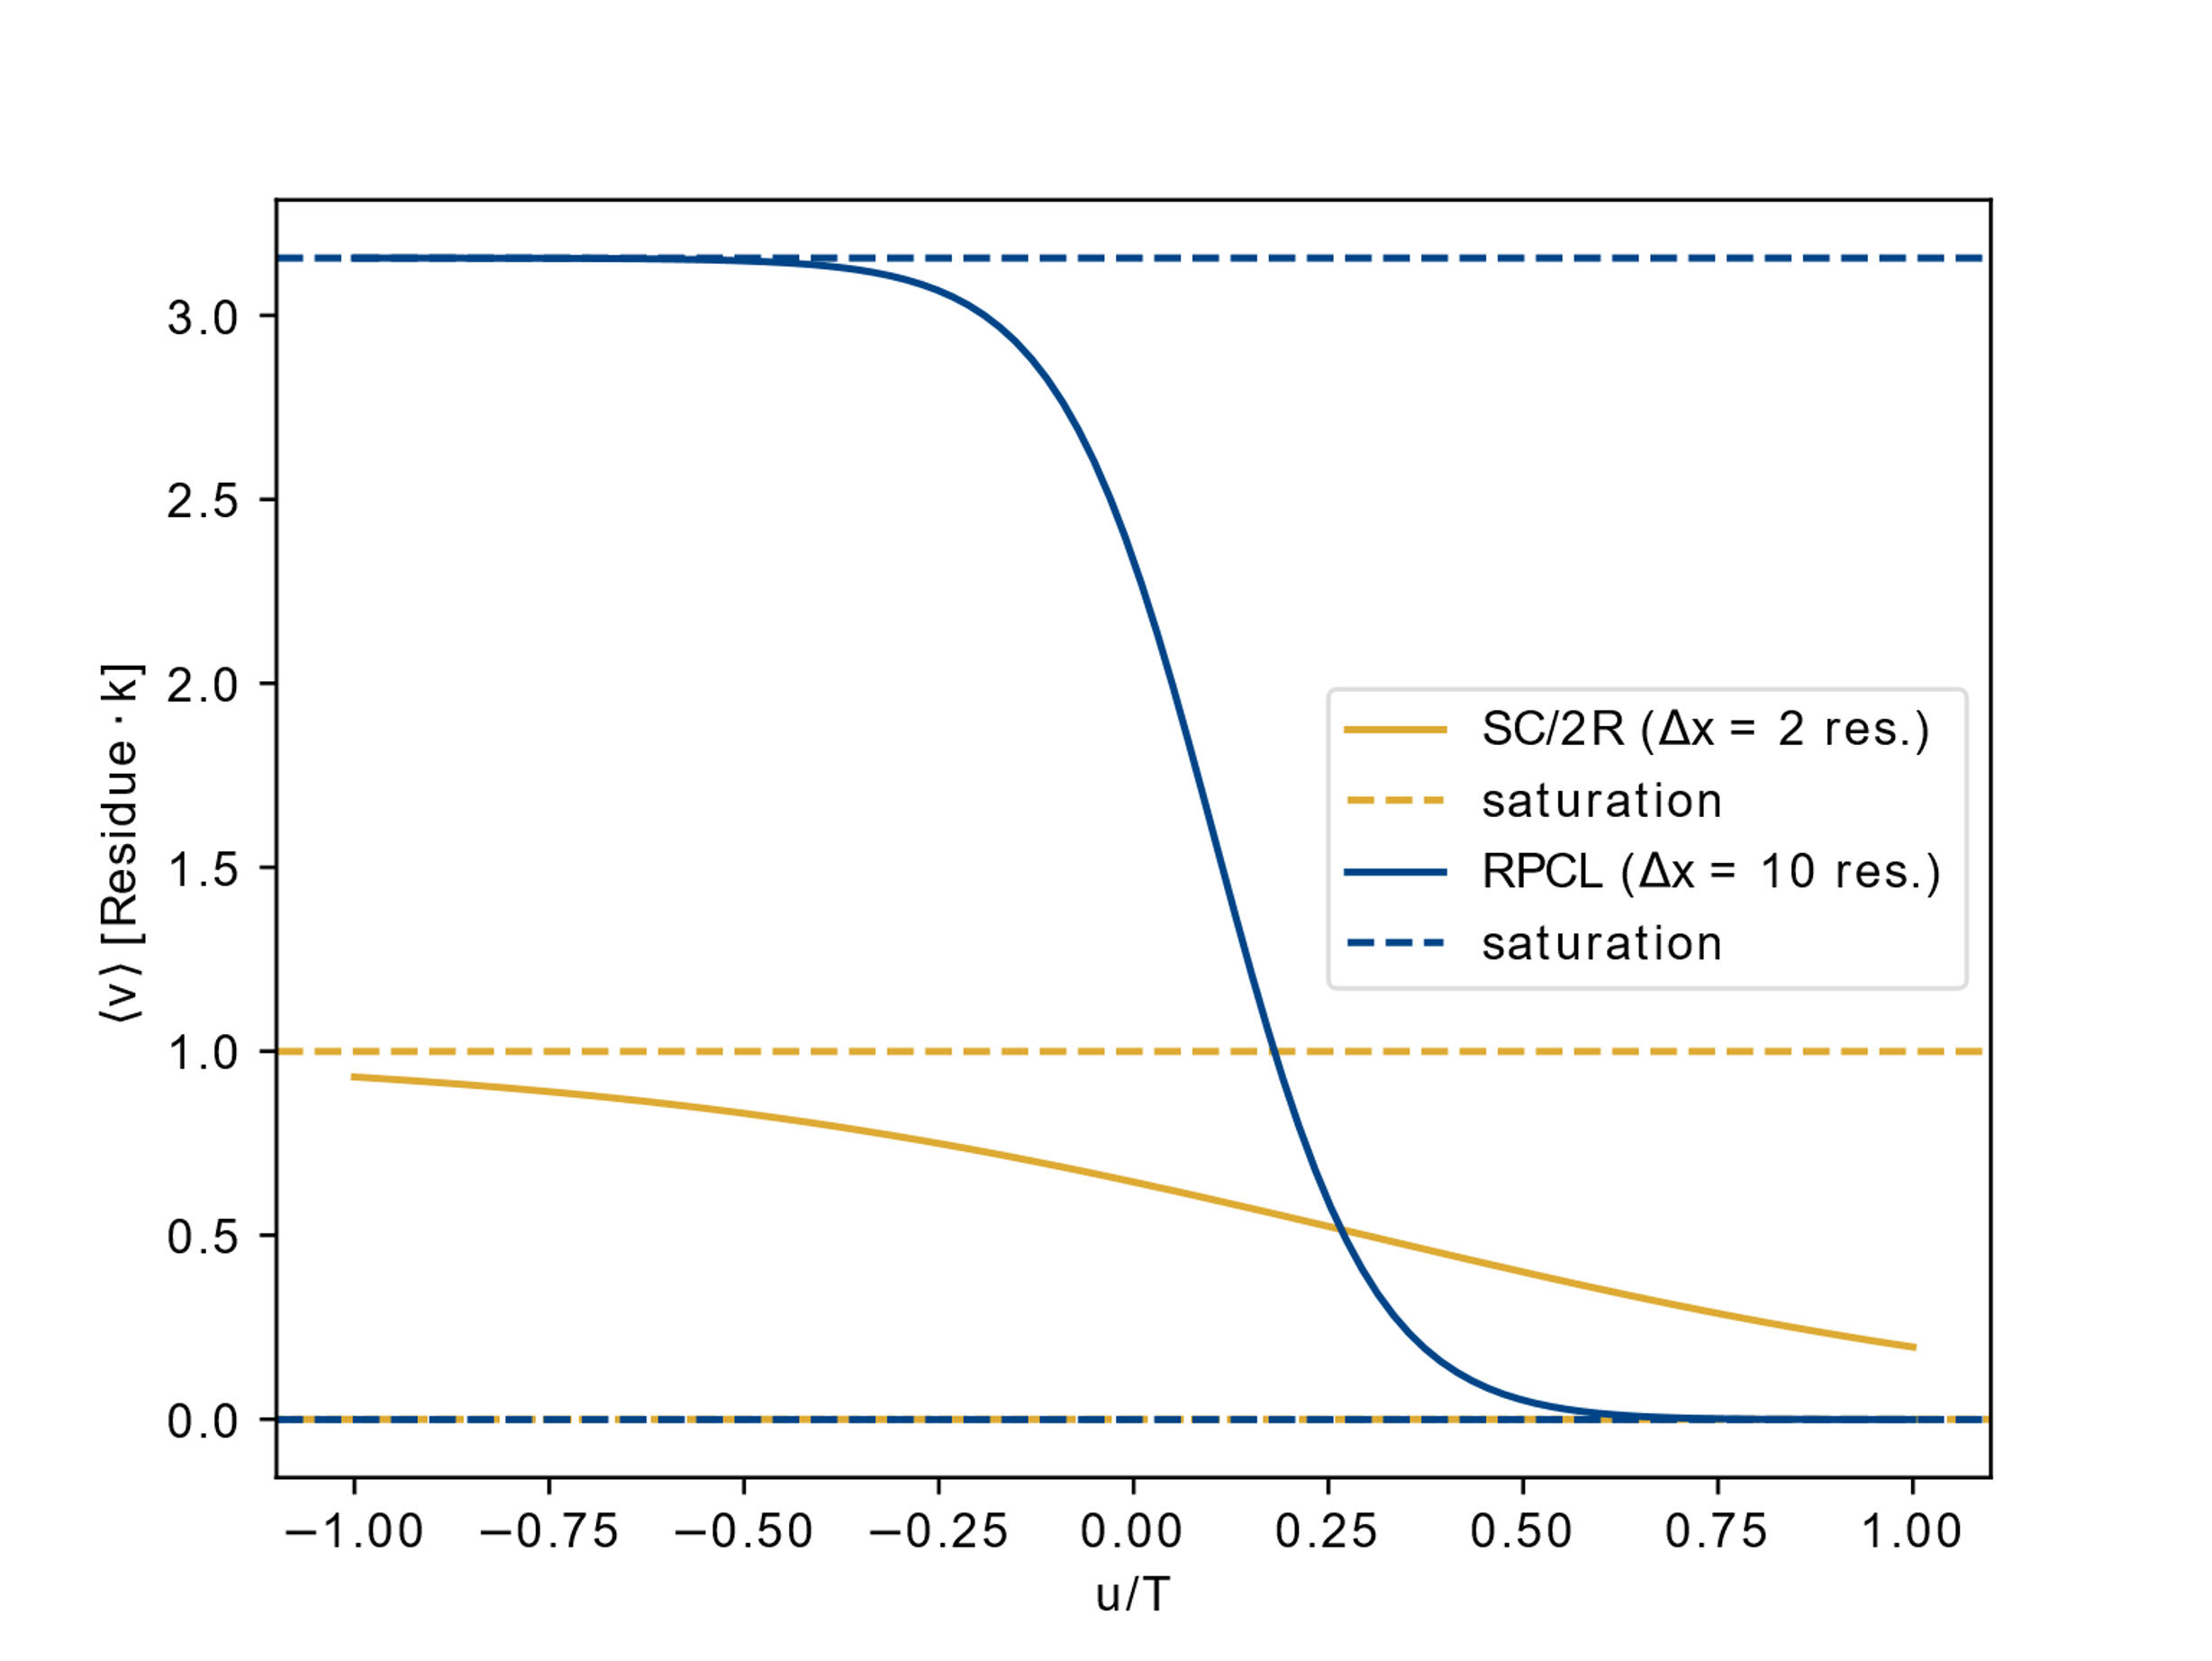 3.0
2.5
2.0
1.5
1.0
0.5
0.0
⟨v⟩ [Residue · k]
SC/2R (Δx = 2 res.)
saturation
RPCL (Δx = 10 res.)
saturation
−1.00 −0.75 −0.50 −0.25 0.00 0.25 0.50 0.75 1.00
u/T